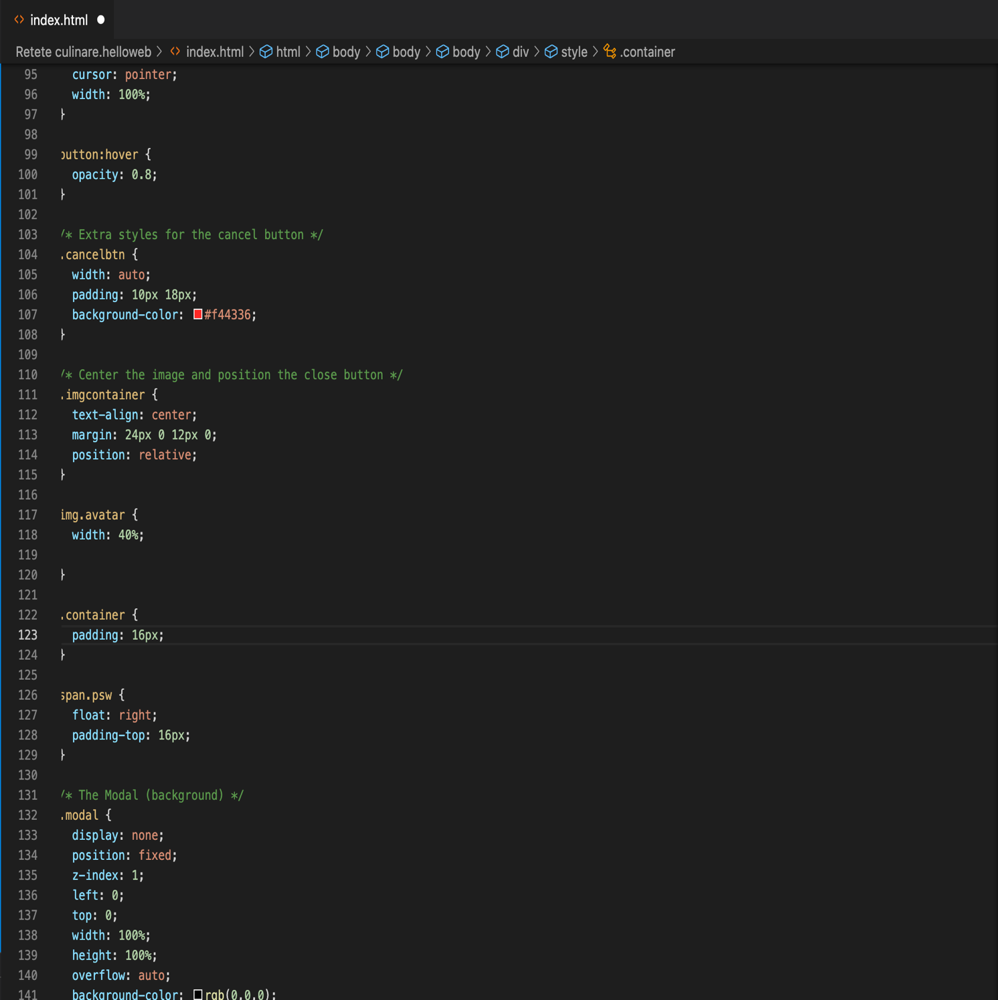 index.html
Retete culinare.helloweb > index.html > html > body > body > body > div > style > .container
95 cursor: pointer;
96 width: 100%;
97 }
98
99 button:hover {
100 opacity: 0.8;
101 }
102
103 /* Extra styles for the cancel button */
104 .cancelbtn {
105 width: auto;
106 padding: 10px 18px;
107 background-color: #f44336;
108 }
109
110 /* Center the image and position the close button */
111 .imgcontainer {
112 text-align: center;
113 margin: 24px 0 12px 0;
114 position: relative;
115 }
116
117 img.avatar {
118 width: 40%;
119
120 }
121
122 .container {
123 padding: 16px;
124 }
125
126 span.psw {
127 float: right;
128 padding-top: 16px;
129 }
130
131 /* The Modal (background) */
132 .modal {
133 display: none;
134 position: fixed;
135 z-index: 1;
136 left: 0;
137 top: 0;
138 width: 100%;
139 height: 100%;
140 overflow: auto;
141 background-color: rgb(0,0,0);